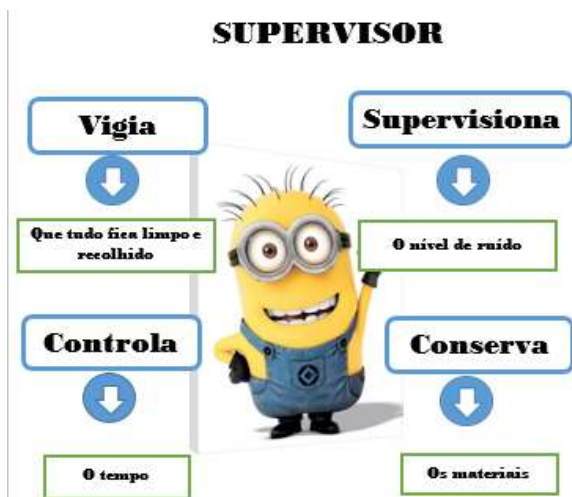 SUPERVISOR
Vigia
Supervisiona
Que tudo fica limpo e
recolhido
O nível de ruído
Controla
Conserva
O tempo
Os materiais